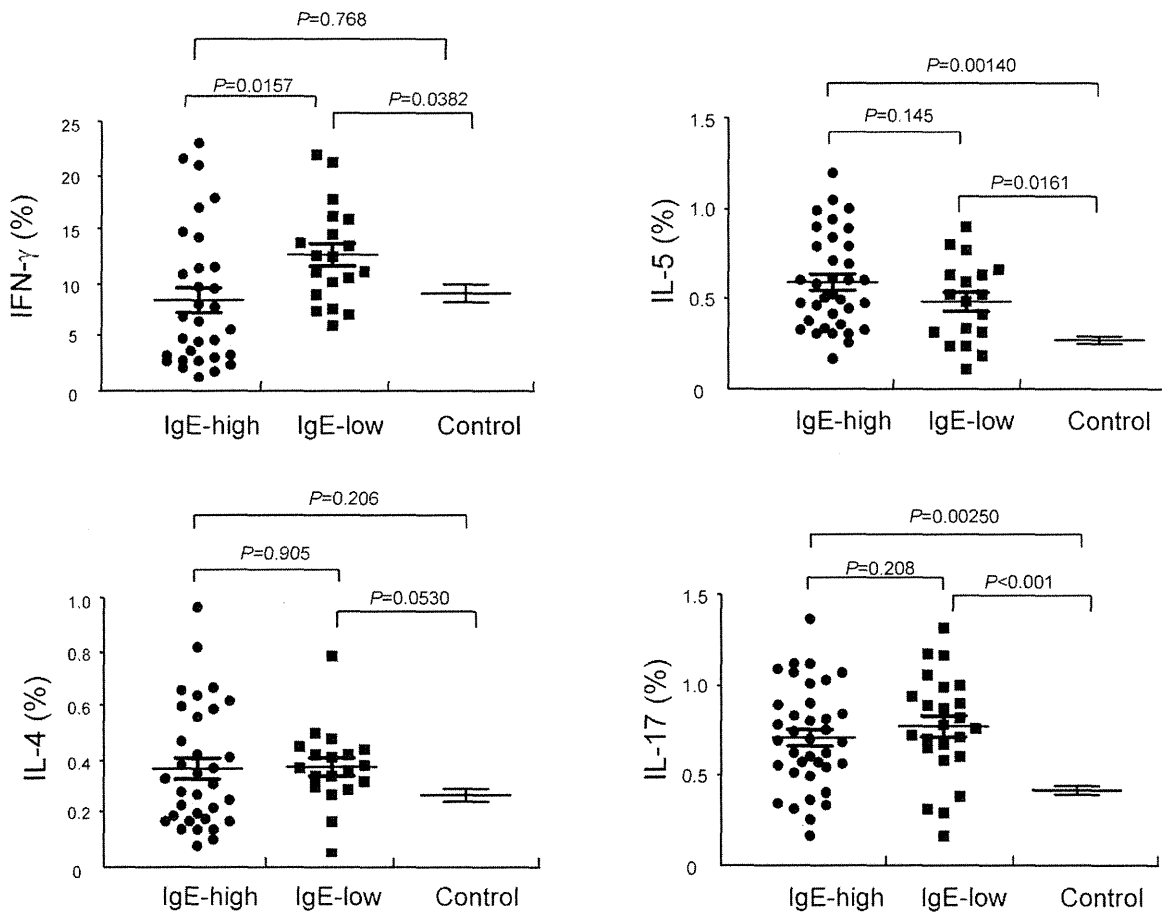 P=0.768
P=0.0157
P=0.0382
IFN-γ (%)
25
20
15
10
5
0
IgE-high IgE-low Control
P=0.00140
P=0.145
P=0.0161
IL-5 (%)
1.5
1.0
0.5
0
IgE-high IgE-low Control
P=0.206
P=0.905
P=0.0530
IL-4 (%)
1.0
0.8
0.6
0.4
0.2
0
IgE-high IgE-low Control
P=0.00250
P=0.208
P<0.001
IL-17 (%)
1.5
1.0
0.5
0
IgE-high IgE-low Control